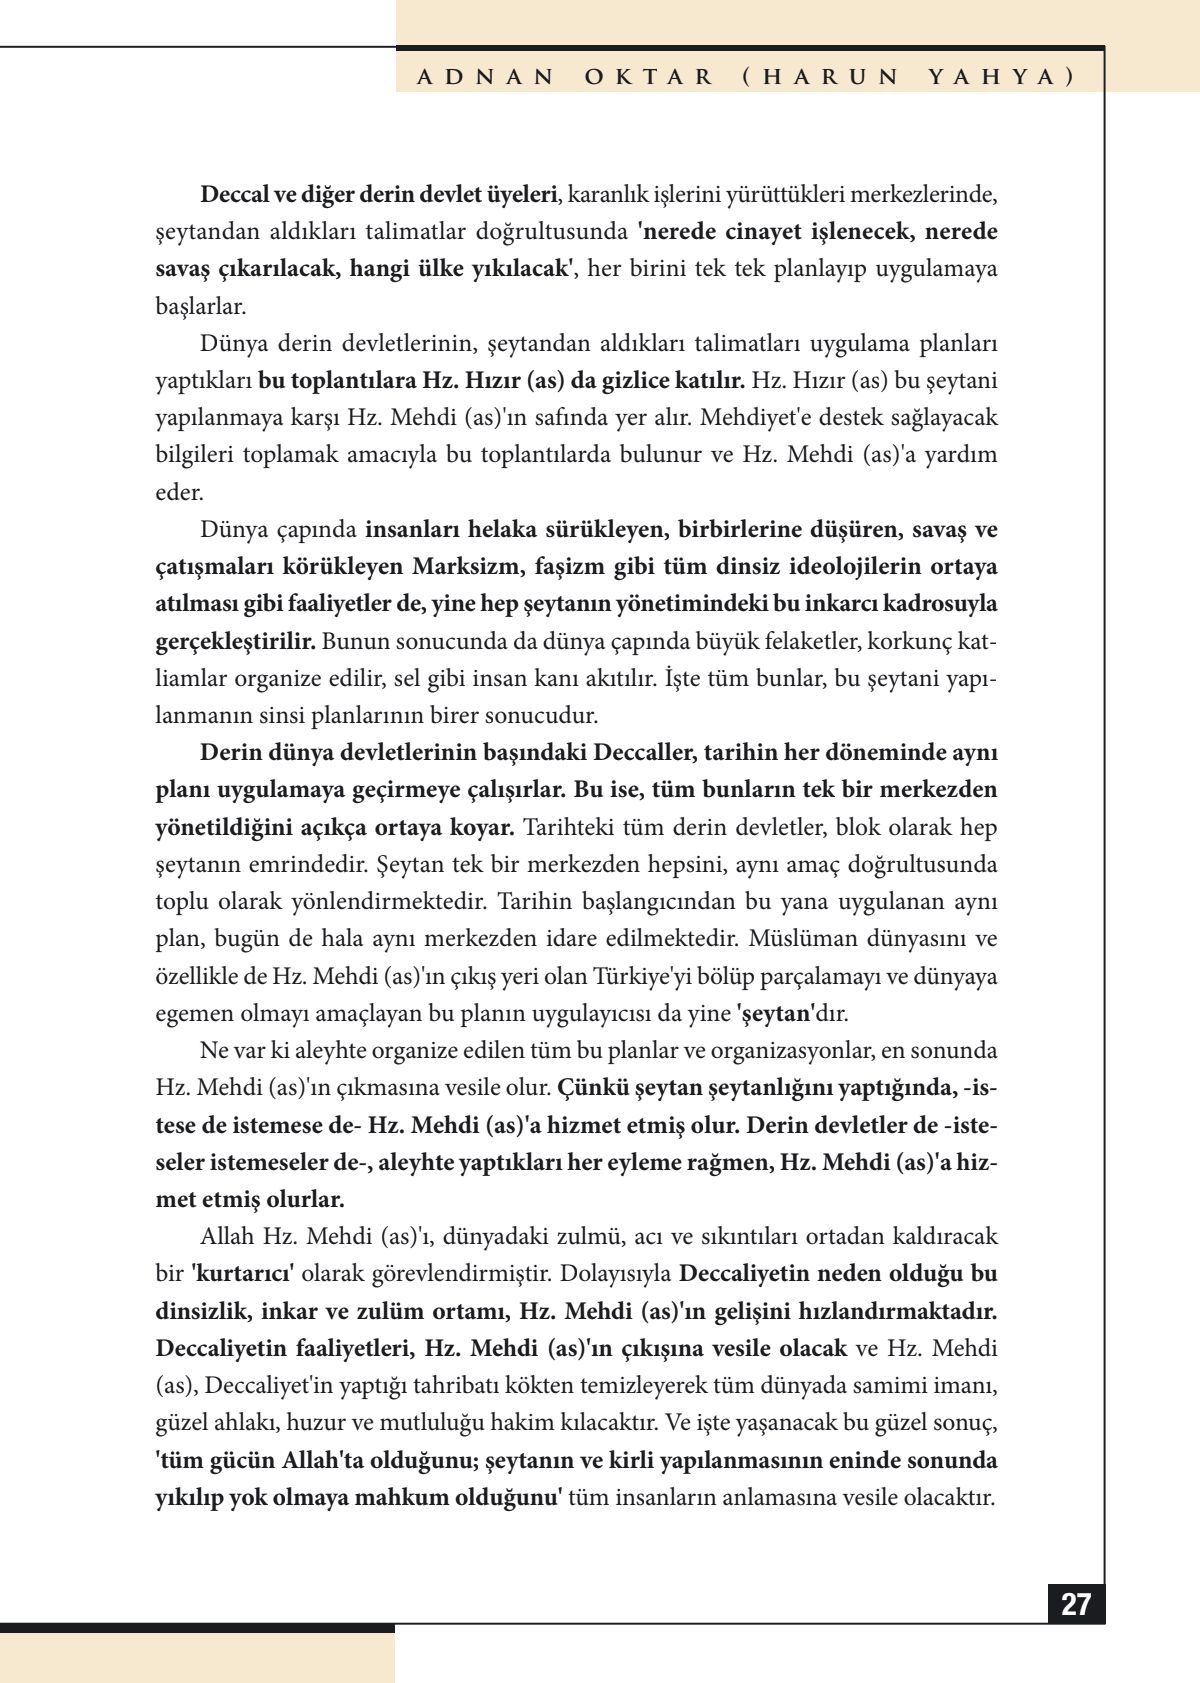 ADNAN OKTAR (HARUN YAHYA)
Deccal ve diğer derin devlet üyeleri, karanlık işlerini yürüttükleri merkezlerinde,
şeytandan aldıkları talimatlar doğrultusunda 'nerede cinayet işlenecek, nerede
savaş çıkarılacak, hangi ülke yıkılacak', her birini tek tek planlayıp uygulamaya
başlarlar.
Dünya derin devletlerinin, şeytandan aldıkları talimatları uygulama planları
yaptıkları bu toplantılara Hz. Hızır (as) da gizlice katılır. Hz. Hızır (as) bu şeytani
yapılanmaya karşı Hz. Mehdi (as)'ın safında yer alır. Mehdiyet'e destek sağlayacak
bilgileri toplamak amacıyla bu toplantılarda bulunur ve Hz. Mehdi (as)'a yardım
eder.
Dünya çapında insanları helaka sürükleyen, birbirlerine düşüren, savaş ve
çatışmaları körükleyen Marksizm, faşizm gibi tüm dinsiz ideolojilerin ortaya
atılması gibi faaliyetler de, yine hep şeytanın yönetimindeki bu inkarcı kadrosuyla
gerçekleştirilir. Bunun sonucunda da dünya çapında büyük felaketler, korkunç kat-
liamlar organize edilir, sel gibi insan kanı akıtılır. İşte tüm bunlar, bu şeytani yapı-
lanmanın sinsi planlarının birer sonucudur.
Derin dünya devletlerinin başındaki Deccaller, tarihin her döneminde aynı
planı uygulamaya geçirmeye çalışırlar. Bu ise, tüm bunların tek bir merkezden
yönetildiğini açıkça ortaya koyar. Tarihteki tüm derin devletler, blok olarak hep
şeytanın emrindedir. Şeytan tek bir merkezden hepsini, aynı amaç doğrultusunda
toplu olarak yönlendirmektedir. Tarihin başlangıcından bu yana uygulanan aynı
plan, bugün de hala aynı merkezden idare edilmektedir. Müslüman dünyasını ve
özellikle de Hz. Mehdi (as)'ın çıkış yeri olan Türkiye'yi bölüp parçalamayı ve dünyaya
egemen olmayı amaçlayan bu planın uygulayıcısı da yine 'şeytan'dır.
Ne var ki aleyhte organize edilen tüm bu planlar ve organizasyonlar, en sonunda
Hz. Mehdi (as)'ın çıkmasına vesile olur. Çünkü şeytan şeytanlığını yaptığında, -is-
tese de istemese de- Hz. Mehdi (as)'a hizmet etmiş olur. Derin devletler de -iste-
seler istemeseler de-, aleyhte yaptıkları her eyleme rağmen, Hz. Mehdi (as)'a hiz-
met etmiş olurlar.
Allah Hz. Mehdi (as)'ı, dünyadaki zulmü, acı ve sıkıntıları ortadan kaldıracak
bir 'kurtarıcı' olarak görevlendirmiştir. Dolayısıyla Deccaliyetin neden olduğu bu
dinsizlik, inkar ve zulüm ortamı, Hz. Mehdi (as)'ın gelişini hızlandırmaktadır.
Deccaliyetin faaliyetleri, Hz. Mehdi (as)'ın çıkışına vesile olacak ve Hz. Mehdi
(as), Deccaliyet'in yaptığı tahribatı kökten temizleyerek tüm dünyada samimi imanı,
güzel ahlakı, huzur ve mutluluğu hakim kılacaktır. Ve işte yaşanacak bu güzel sonuç,
'tüm gücün Allah'ta olduğunu; şeytanın ve kirli yapılanmasının eninde sonunda
yıkılıp yok olmaya mahkum olduğunu' tüm insanların anlamasına vesile olacaktır.
27